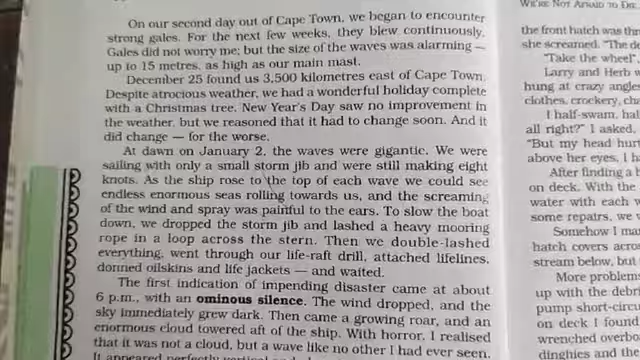 On our second day out of Cape Town, we began to encounter
strong gales. For the next few weeks, they blew continuously.
Gales did not worry me; but the size of the waves was alarming —
up to 15 metres, as high as our main mast.
December 25 found us 3,500 kilometres east of Cape Town.
Despite atrocious weather, we had a wonderful holiday complete
with a Christmas tree. New Year's Day saw no improvement in
the weather, but we reasoned that it had to change soon. And it
did change — for the worse.
At dawn on January 2, the waves were gigantic. We were
sailing with only a small storm jib and were still making eight
knots. As the ship rose to the top of each wave we could see
endless enormous seas rolling towards us, and the screaming
of the wind and spray was painful to the ears. To slow the boat
down, we dropped the storm jib and lashed a heavy mooring
rope in a loop across the stern. Then we double-lashed
everything, went through our life-raft drill, attached lifelines,
donned oilskins and life jackets — and waited.
The first indication of impending disaster came at about
6 p.m., with an ominous silence. The wind dropped, and the
sky immediately grew dark. Then came a growing roar, and an
enormous cloud towered aft of the ship. With horror, I realised
that it was not a cloud, but a wave like no other I had ever seen.
It appeared perfectly vertical and
WE'RE NOT AFRAID TO DIE
the front hatch was thr
she screamed. "The d
"Take the wheel",
Larry and Herb w
hung at crazy angles
clothes, crockery, cha
I half-swam, hal
all right?" I asked,
"But my head hurt
above her eyes, I h
After finding a h
on deck. With the
water with each w
some repairs, we
Somehow I ma
hatch covers acros
stream below, but
More problem
up with the debri
pump short-circu
on deck I found
wrenched overbo
dinghies and the